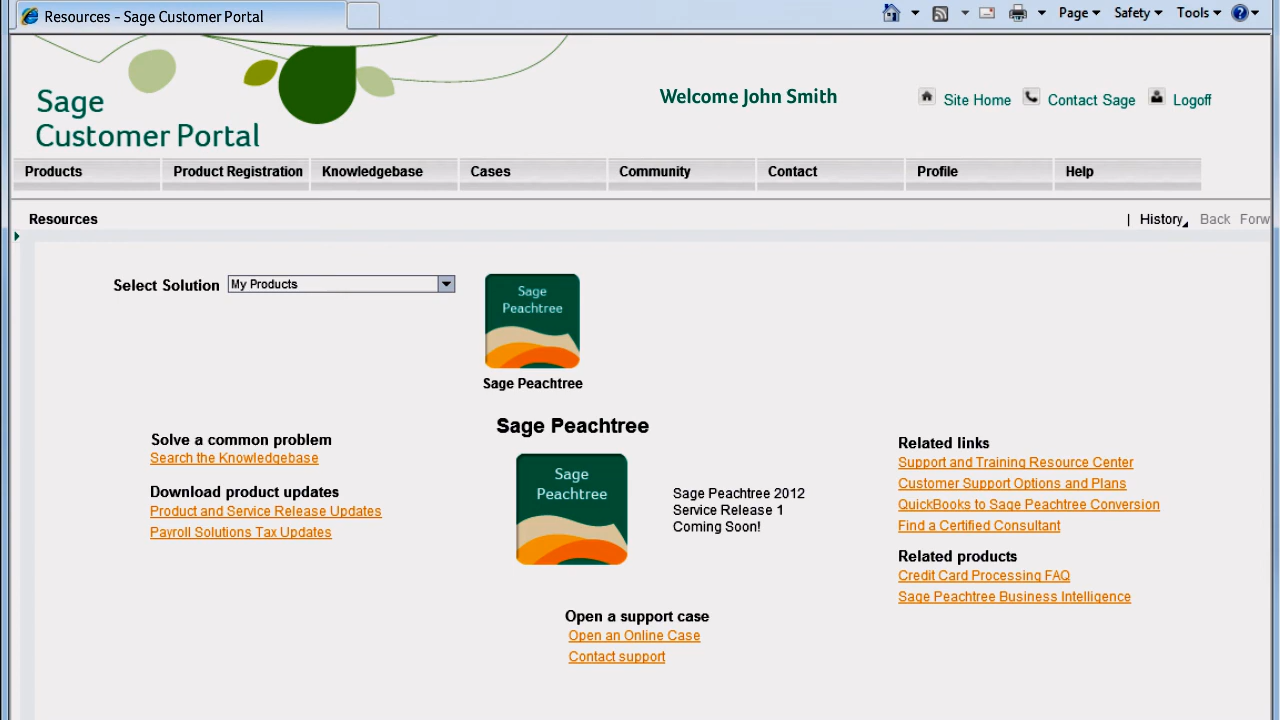 Resources - Sage Customer Portal
Page
Safety
Tools
Sage
Customer Portal
Welcome John Smith
Site Home
Contact Sage
Logoff
Products
Product Registration
Knowledgebase
Cases
Community
Contact
Profile
Help
Resources
| History
Back
Forw
Select Solution
My Products
Sage
Peachtree
Sage Peachtree
Solve a common problem
Search the Knowledgebase
Download product updates
Product and Service Release Updates
Payroll Solutions Tax Updates
Sage Peachtree
Sage
Peachtree
Sage Peachtree 2012
Service Release 1
Coming Soon!
Open a support case
Open an Online Case
Contact support
Related links
Support and Training Resource Center
Customer Support Options and Plans
QuickBooks to Sage Peachtree Conversion
Find a Certified Consultant
Related products
Credit Card Processing FAQ
Sage Peachtree Business Intelligence